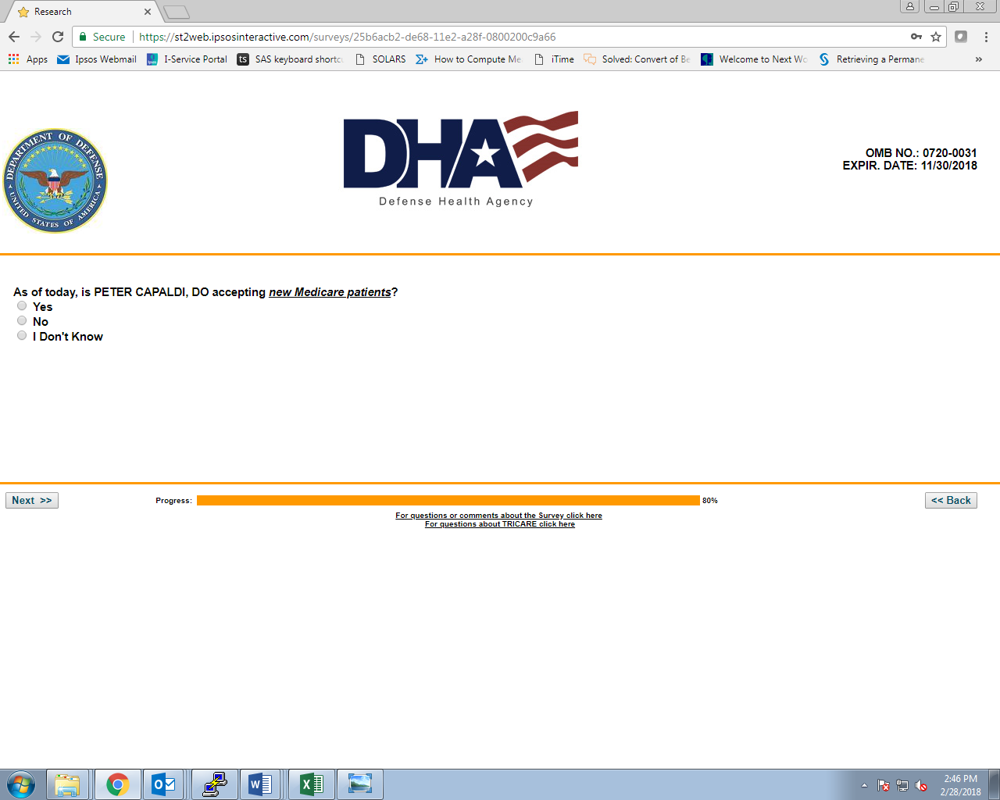 Research
Secure https://st2web.ipsosinteractive.com/surveys/25b6acb2-de68-11e2-a28f-0800200c9a66
Apps Ipsos Webmail I-Service Portal ts SAS keyboard shortc SOLARS Σ+ How to Compute Me iTime Solved: Convert of Be Welcome to Next Wo Retrieving a Permane »
DEPARTMENT OF DEFENSE
UNITED STATES OF AMERICA
DHA
Defense Health Agency
OMB NO.: 0720-0031
EXPIR. DATE: 11/30/2018
As of today, is PETER CAPALDI, DO accepting new Medicare patients?
Yes
No
I Don't Know
Next >> Progress: 80% << Back
For questions or comments about the Survey click here
For questions about TRICARE click here
2:46 PM
2/28/2018